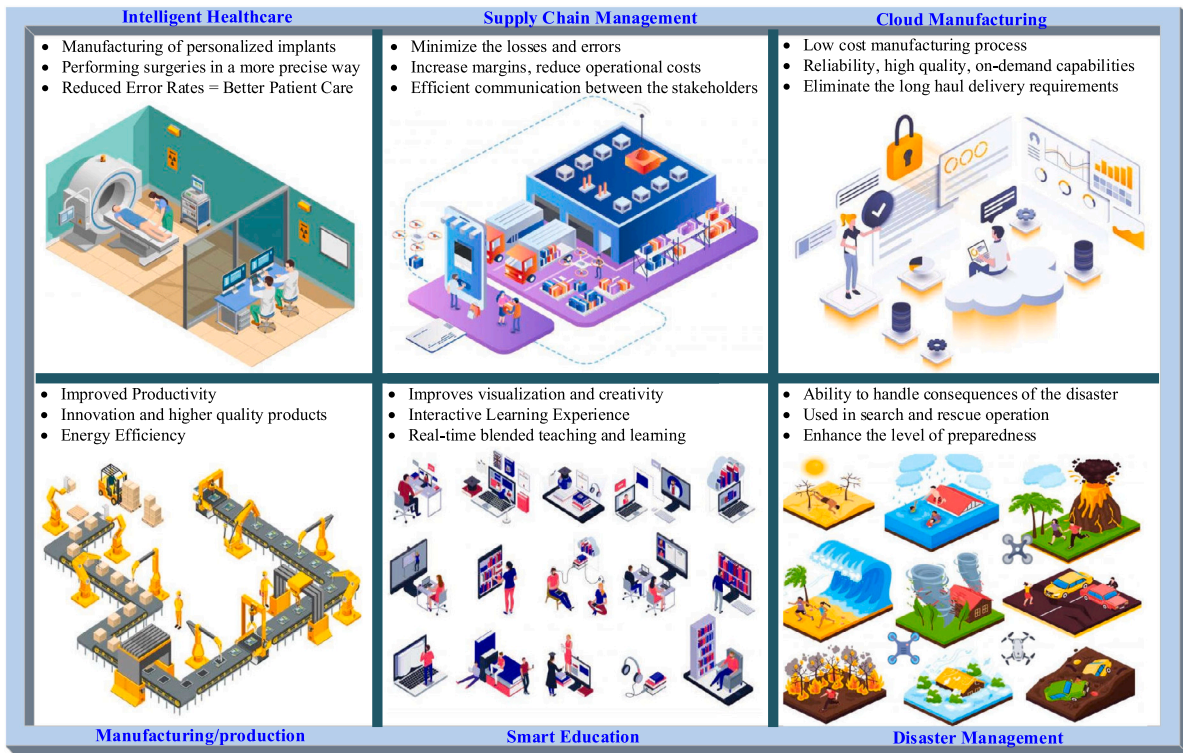 Intelligent Healthcare
• Manufacturing of personalized implants
• Performing surgeries in a more precise way
• Reduced Error Rates = Better Patient Care
Supply Chain Management
• Minimize the losses and errors
• Increase margins, reduce operational costs
• Efficient communication between the stakeholders
Cloud Manufacturing
• Low cost manufacturing process
• Reliability, high quality, on-demand capabilities
• Eliminate the long haul delivery requirements
• Improved Productivity
• Innovation and higher quality products
• Energy Efficiency
Manufacturing/production
• Improves visualization and creativity
• Interactive Learning Experience
• Real-time blended teaching and learning
Smart Education
• Ability to handle consequences of the disaster
• Used in search and rescue operation
• Enhance the level of preparedness
Disaster Management